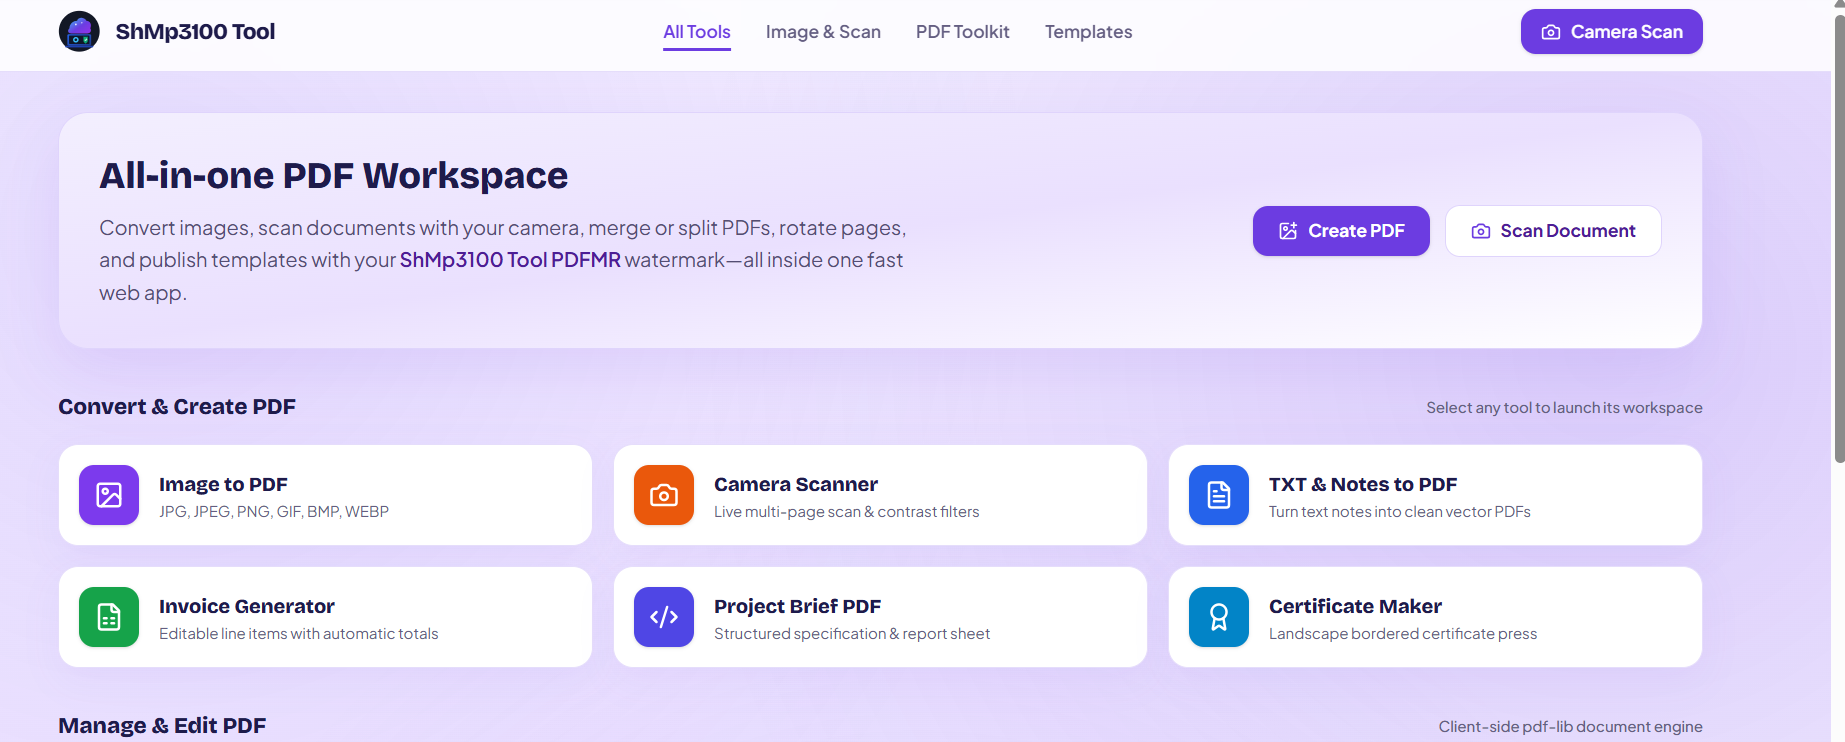 ShMp3100 Tool
All Tools
Image & Scan
PDF Toolkit
Templates
Camera Scan
All-in-one PDF Workspace
Convert images, scan documents with your camera, merge or split PDFs, rotate pages,
and publish templates with your ShMp3100 Tool PDFMR watermark—all inside one fast
web app.
Create PDF
Scan Document
Convert & Create PDF
Select any tool to launch its workspace
Image to PDF
JPG, JPEG, PNG, GIF, BMP, WEBP
Camera Scanner
Live multi-page scan & contrast filters
TXT & Notes to PDF
Turn text notes into clean vector PDFs
Invoice Generator
Editable line items with automatic totals
Project Brief PDF
Structured specification & report sheet
Certificate Maker
Landscape bordered certificate press
Manage & Edit PDF
Client-side pdf-lib document engine